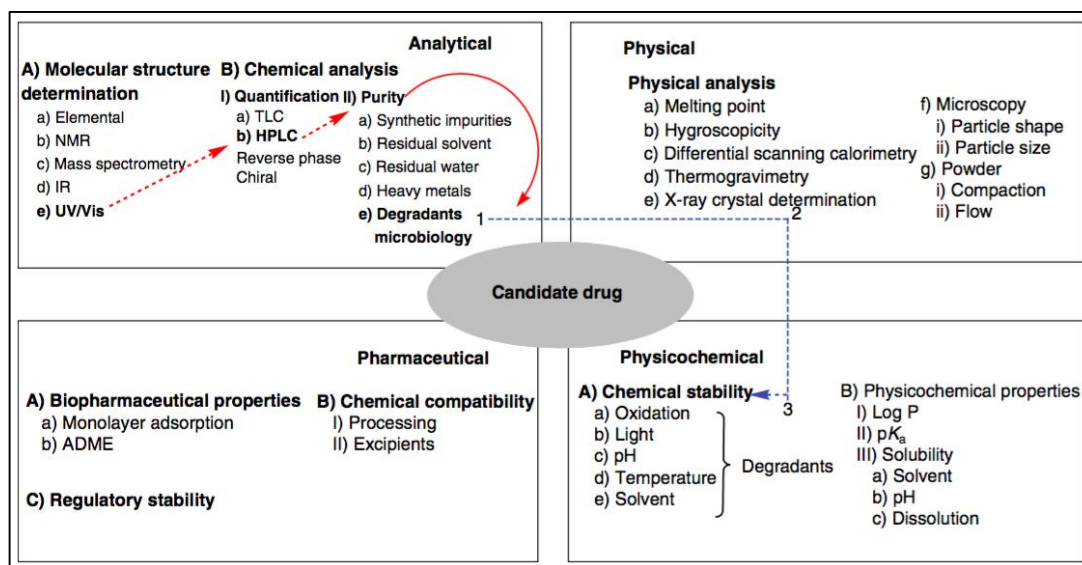 Analytical
A) Molecular structure
determination
a) Elemental
b) NMR
c) Mass spectrometry
d) IR
e) UV/Vis
B) Chemical analysis
I) Quantification
a) TLC
b) HPLC
Reverse phase
Chiral
II) Purity
a) Synthetic impurities
b) Residual solvent
c) Residual water
d) Heavy metals
e) Degradants
microbiology
1
Physical
Physical analysis
a) Melting point
b) Hygroscopicity
c) Differential scanning calorimetry
d) Thermogravimetry
e) X-ray crystal determination
2
f) Microscopy
i) Particle shape
ii) Particle size
g) Powder
i) Compaction
ii) Flow
Candidate drug
Pharmaceutical
A) Biopharmaceutical properties
a) Monolayer adsorption
b) ADME
B) Chemical compatibility
I) Processing
II) Excipients
C) Regulatory stability
Physicochemical
A) Chemical stability
3
a) Oxidation
b) Light
c) pH
d) Temperature
e) Solvent
Degradants
B) Physicochemical properties
I) Log P
II) pKa
III) Solubility
a) Solvent
b) pH
c) Dissolution